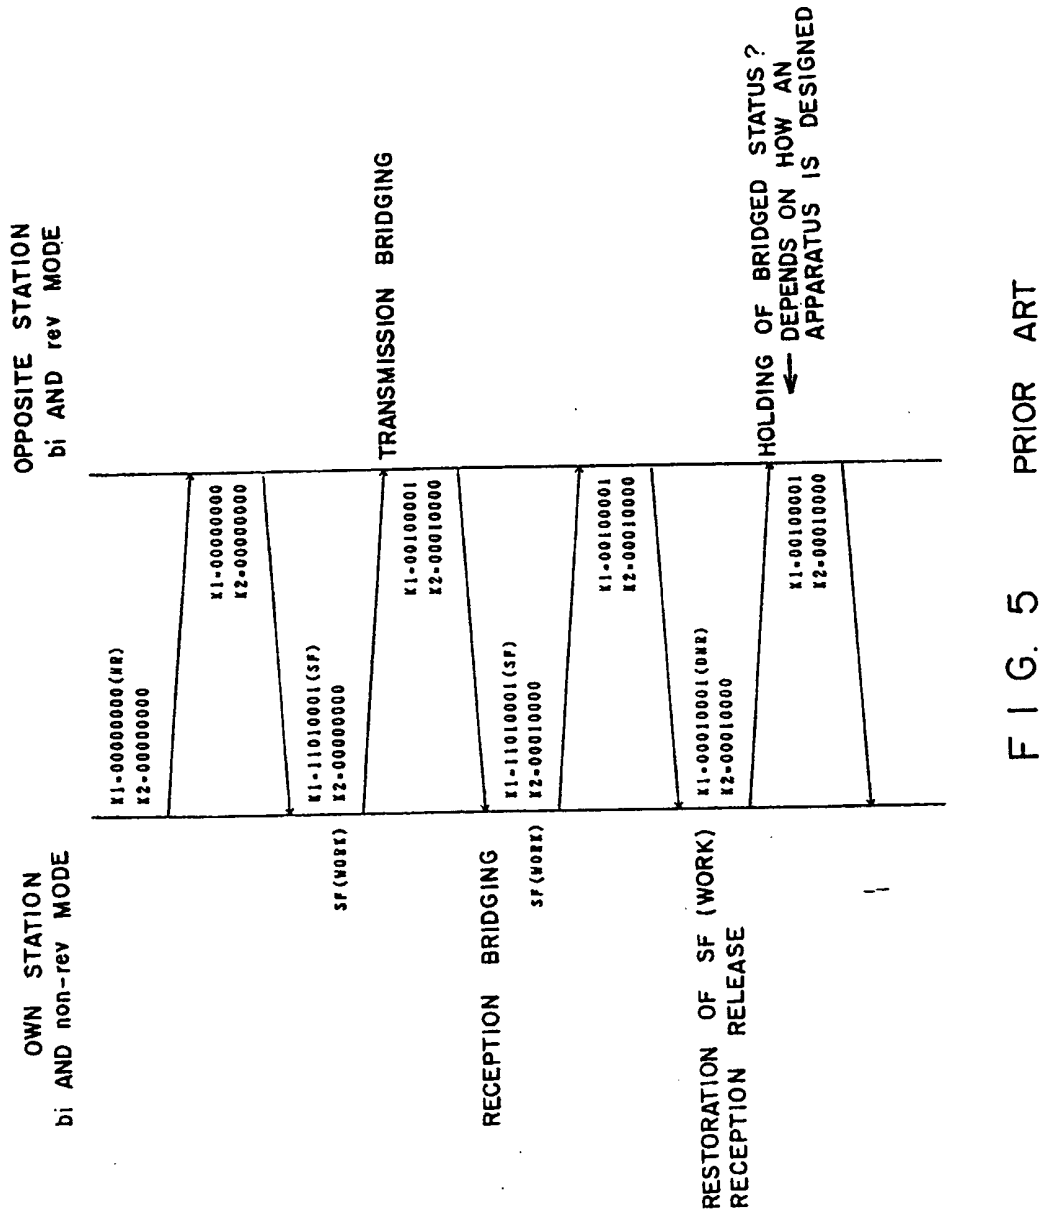 OWN STATION
bi AND non-rev MODE
OPPOSITE STATION
bi AND rev MODE
K1=00000000(NR)
K2=00000000
K1=00000000
K2=00000000
SF(WORK)
K1=11010001(SF)
K2=00000000
TRANSMISSION BRIDGING
K1=00100001
K2=00010000
RECEPTION BRIDGING
SF(WORK)
K1=11010001(SF)
K2=00010000
K1=00100001
K2=00010000
RESTORATION OF SF (WORK)
RECEPTION RELEASE
K1=00010001(DNR)
K2=00010000
HOLDING OF BRIDGED STATUS?
← DEPENDS ON HOW AN
APPARATUS IS DESIGNED
K1=00100001
K2=00010000
FIG. 5 PRIOR ART